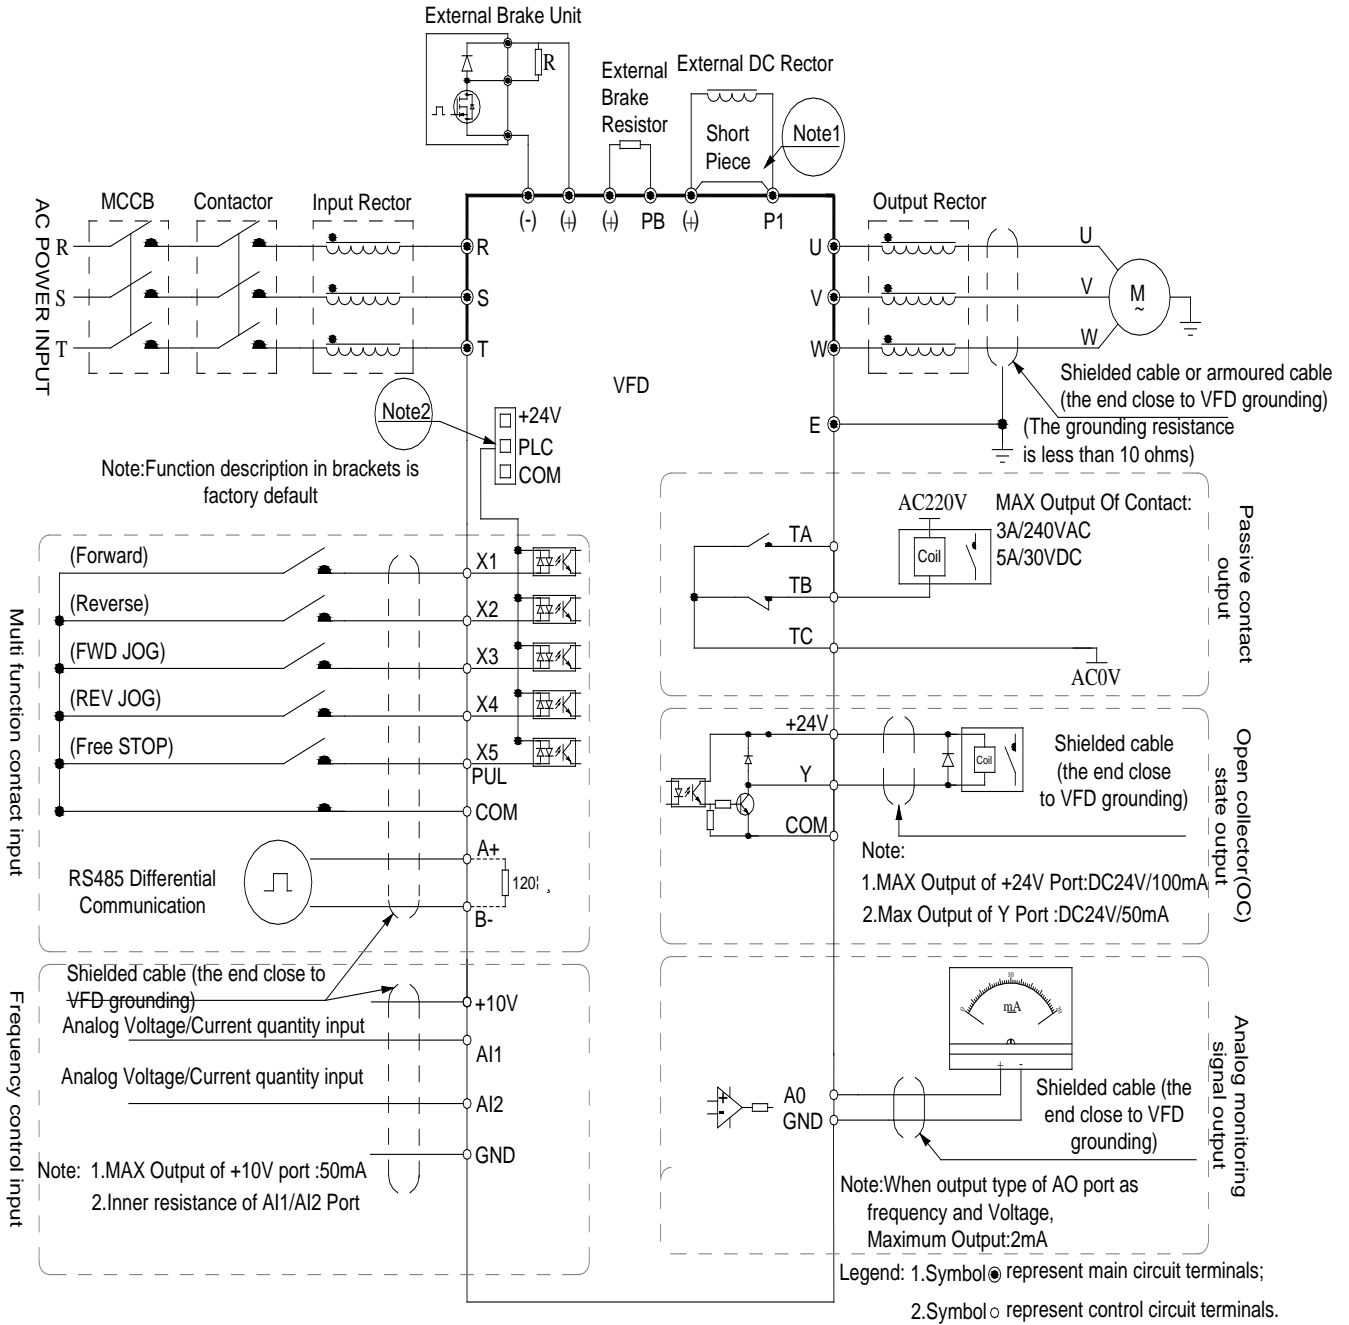 External Brake Unit
R
External
Brake
Resistor
External DC Rector
Short
Piece
Note1
MCCB
Contactor
Input Rector
(-)
(+)
(+)
PB
(+)
P1
Output Rector
AC POWER INPUT
R
S
T
R
S
T
U
V
W
U
V
W
M
~
VFD
E
Shielded cable or armoured cable
(the end close to VFD grounding)
(The grounding resistance
is less than 10 ohms)
Note2
+24V
PLC
COM
Note:Function description in brackets is
factory default
Multi function contact input
(Forward)
(Reverse)
(FWD JOG)
(REV JOG)
(Free STOP)
X1
X2
X3
X4
X5
PUL
COM
A+
B-
120
RS485 Differential
Communication
Passive contact
output
TA
TB
TC
AC220V
Coil
MAX Output Of Contact:
3A/240VAC
5A/30VDC
AC0V
Open collector(OC)
state output
+24V
Y
COM
Coil
Shielded cable
(the end close
to VFD grounding)
Note:
1.MAX Output of +24V Port:DC24V/100mA
2.Max Output of Y Port :DC24V/50mA
Frequency control input
Shielded cable (the end close to
VFD grounding)
Analog Voltage/Current quantity input
Analog Voltage/Current quantity input
+10V
AI1
AI2
GND
Note: 1.MAX Output of +10V port :50mA
2.Inner resistance of AI1/AI2 Port
Analog monitoring
signal output
0
10
20
mA
+ -
+
-
A0
GND
Shielded cable (the
end close to VFD
grounding)
Note:When output type of AO port as
frequency and Voltage,
Maximum Output:2mA
Legend: 1.Symbol represent main circuit terminals;
2.Symbol represent control circuit terminals.